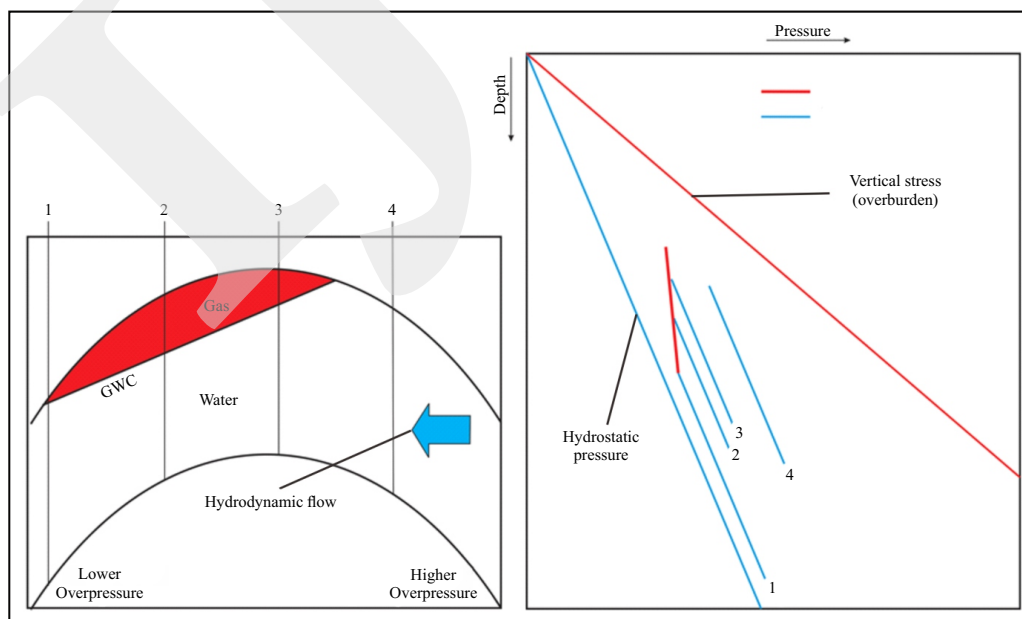 Pressure
Depth
Vertical stress
(overburden)
1
2
3
4
Gas
GWC
Water
Hydrodynamic flow
Lower
Overpressure
Higher
Overpressure
Hydrostatic
pressure
3
2
4
1